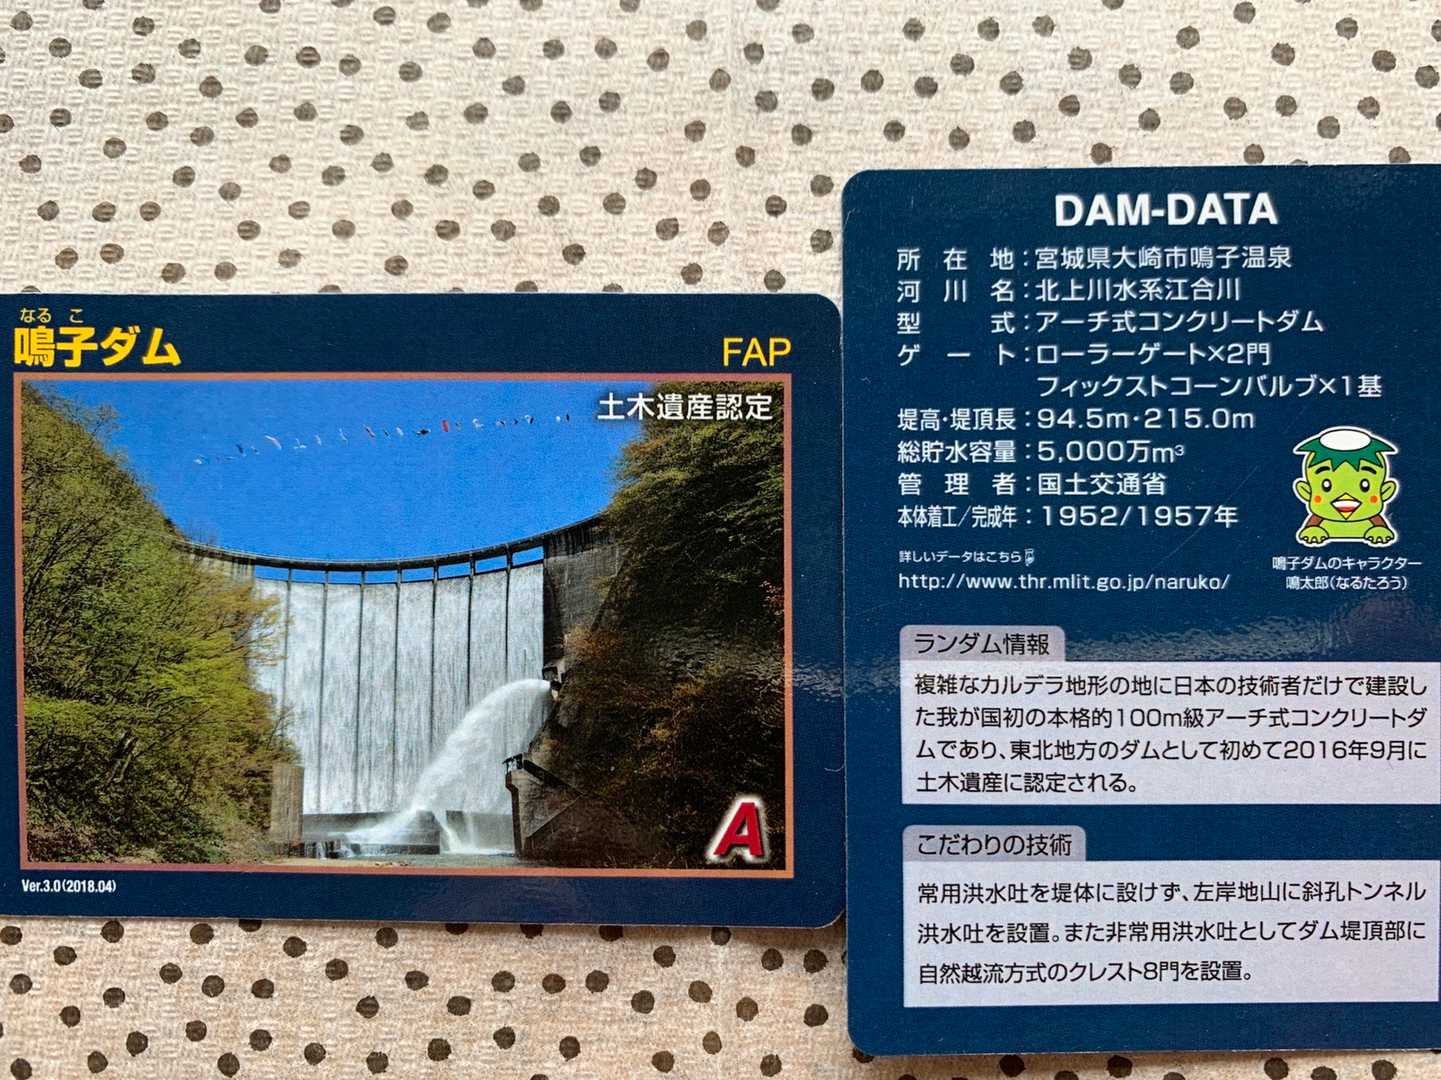 なるこ
鳴子ダム
FAP
土木遺産認定
A
Ver.3.0(2018.04)
DAM-DATA
所在地：宮城県大崎市鳴子温泉
河川名：北上川水系江合川
型式：アーチ式コンクリートダム
ゲート：ローラーゲート×2門
フィックストコーンバルブ×1基
堤高・堤頂長：94.5m・215.0m
総貯水容量：5,000万m³
管理者：国土交通省
本体着工／完成年：1952/1957年
詳しいデータはこちら
http://www.thr.mlit.go.jp/naruko/
鳴子ダムのキャラクター
鳴太郎（なるたろう）
ランダム情報
複雑なカルデラ地形の地に日本の技術者だけで建設し
た我が国初の本格的100m級アーチ式コンクリートダ
ムであり、東北地方のダムとして初めて2016年9月に
土木遺産に認定される。
こだわりの技術
常用洪水吐を堤体に設けず、左岸地山に斜孔トンネル
洪水吐を設置。また非常用洪水吐としてダム堤頂部に
自然越流方式のクレスト8門を設置。